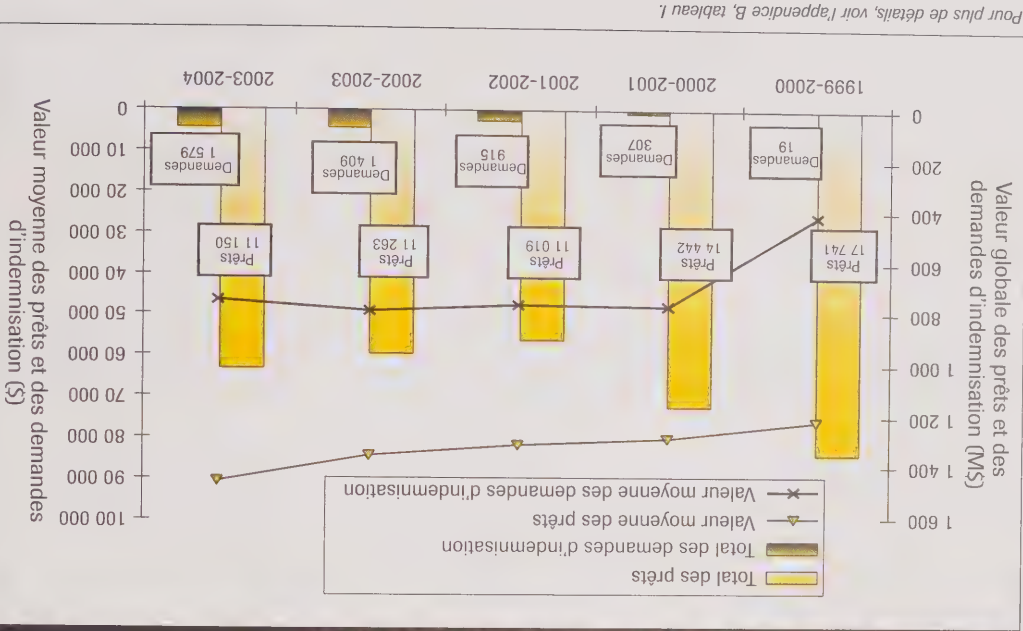 Total des prêts
Total des demandes d'indemnisation
Valeur moyenne des prêts
Valeur moyenne des demandes d'indemnisation
Valeur globale des prêts et des
demandes d'indemnisation (M$)
1 600
1 400
1 200
1 000
800
600
400
200
0
Valeur moyenne des prêts et des demandes
d'indemnisation ($)
100 000
90 000
80 000
70 000
60 000
50 000
40 000
30 000
20 000
10 000
0
Prêts
17 741
Demandes
19
Prêts
14 442
Demandes
307
Prêts
11 019
Demandes
915
Prêts
11 263
Demandes
1 409
Prêts
11 150
Demandes
1 579
1999-2000
2000-2001
2001-2002
2002-2003
2003-2004
Pour plus de détails, voir l'appendice B, tableau I.